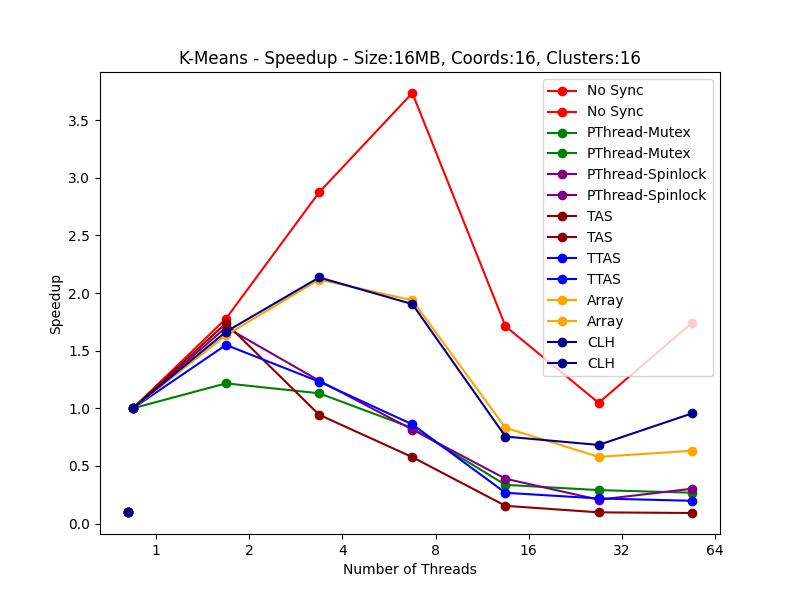 K-Means - Speedup - Size:16MB, Coords:16, Clusters:16
No Sync
No Sync
PThread-Mutex
PThread-Mutex
PThread-Spinlock
PThread-Spinlock
TAS
TAS
TTAS
TTAS
Array
Array
CLH
CLH
Speedup
3.5
3.0
2.5
2.0
1.5
1.0
0.5
0.0
1 2 4 8 16 32 64
Number of Threads